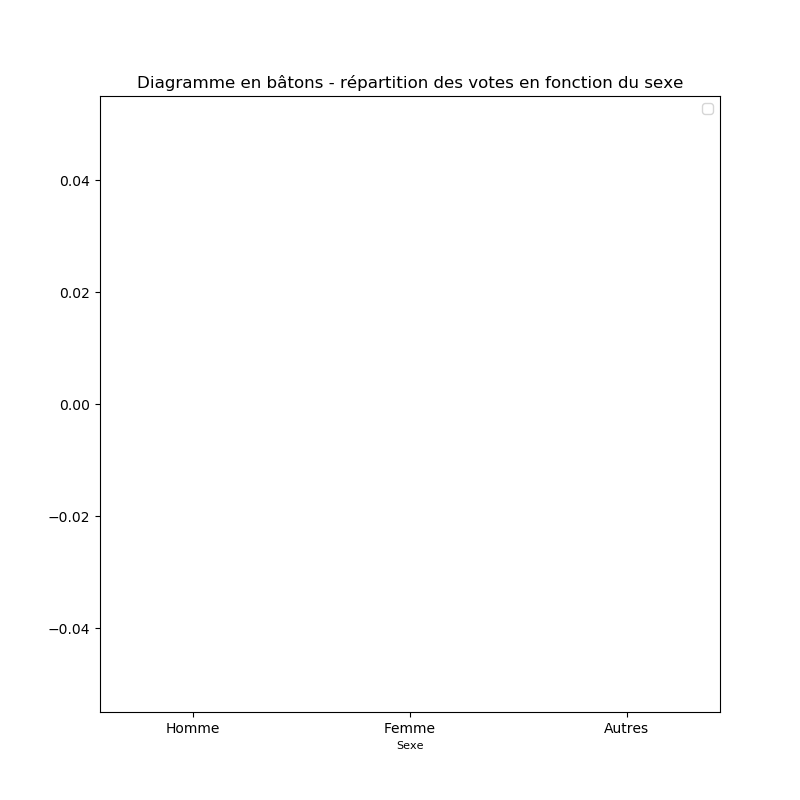 Diagramme en bâtons - répartition des votes en fonction du sexe
0.04
0.02
0.00
−0.02
−0.04
Homme Femme Autres
Sexe